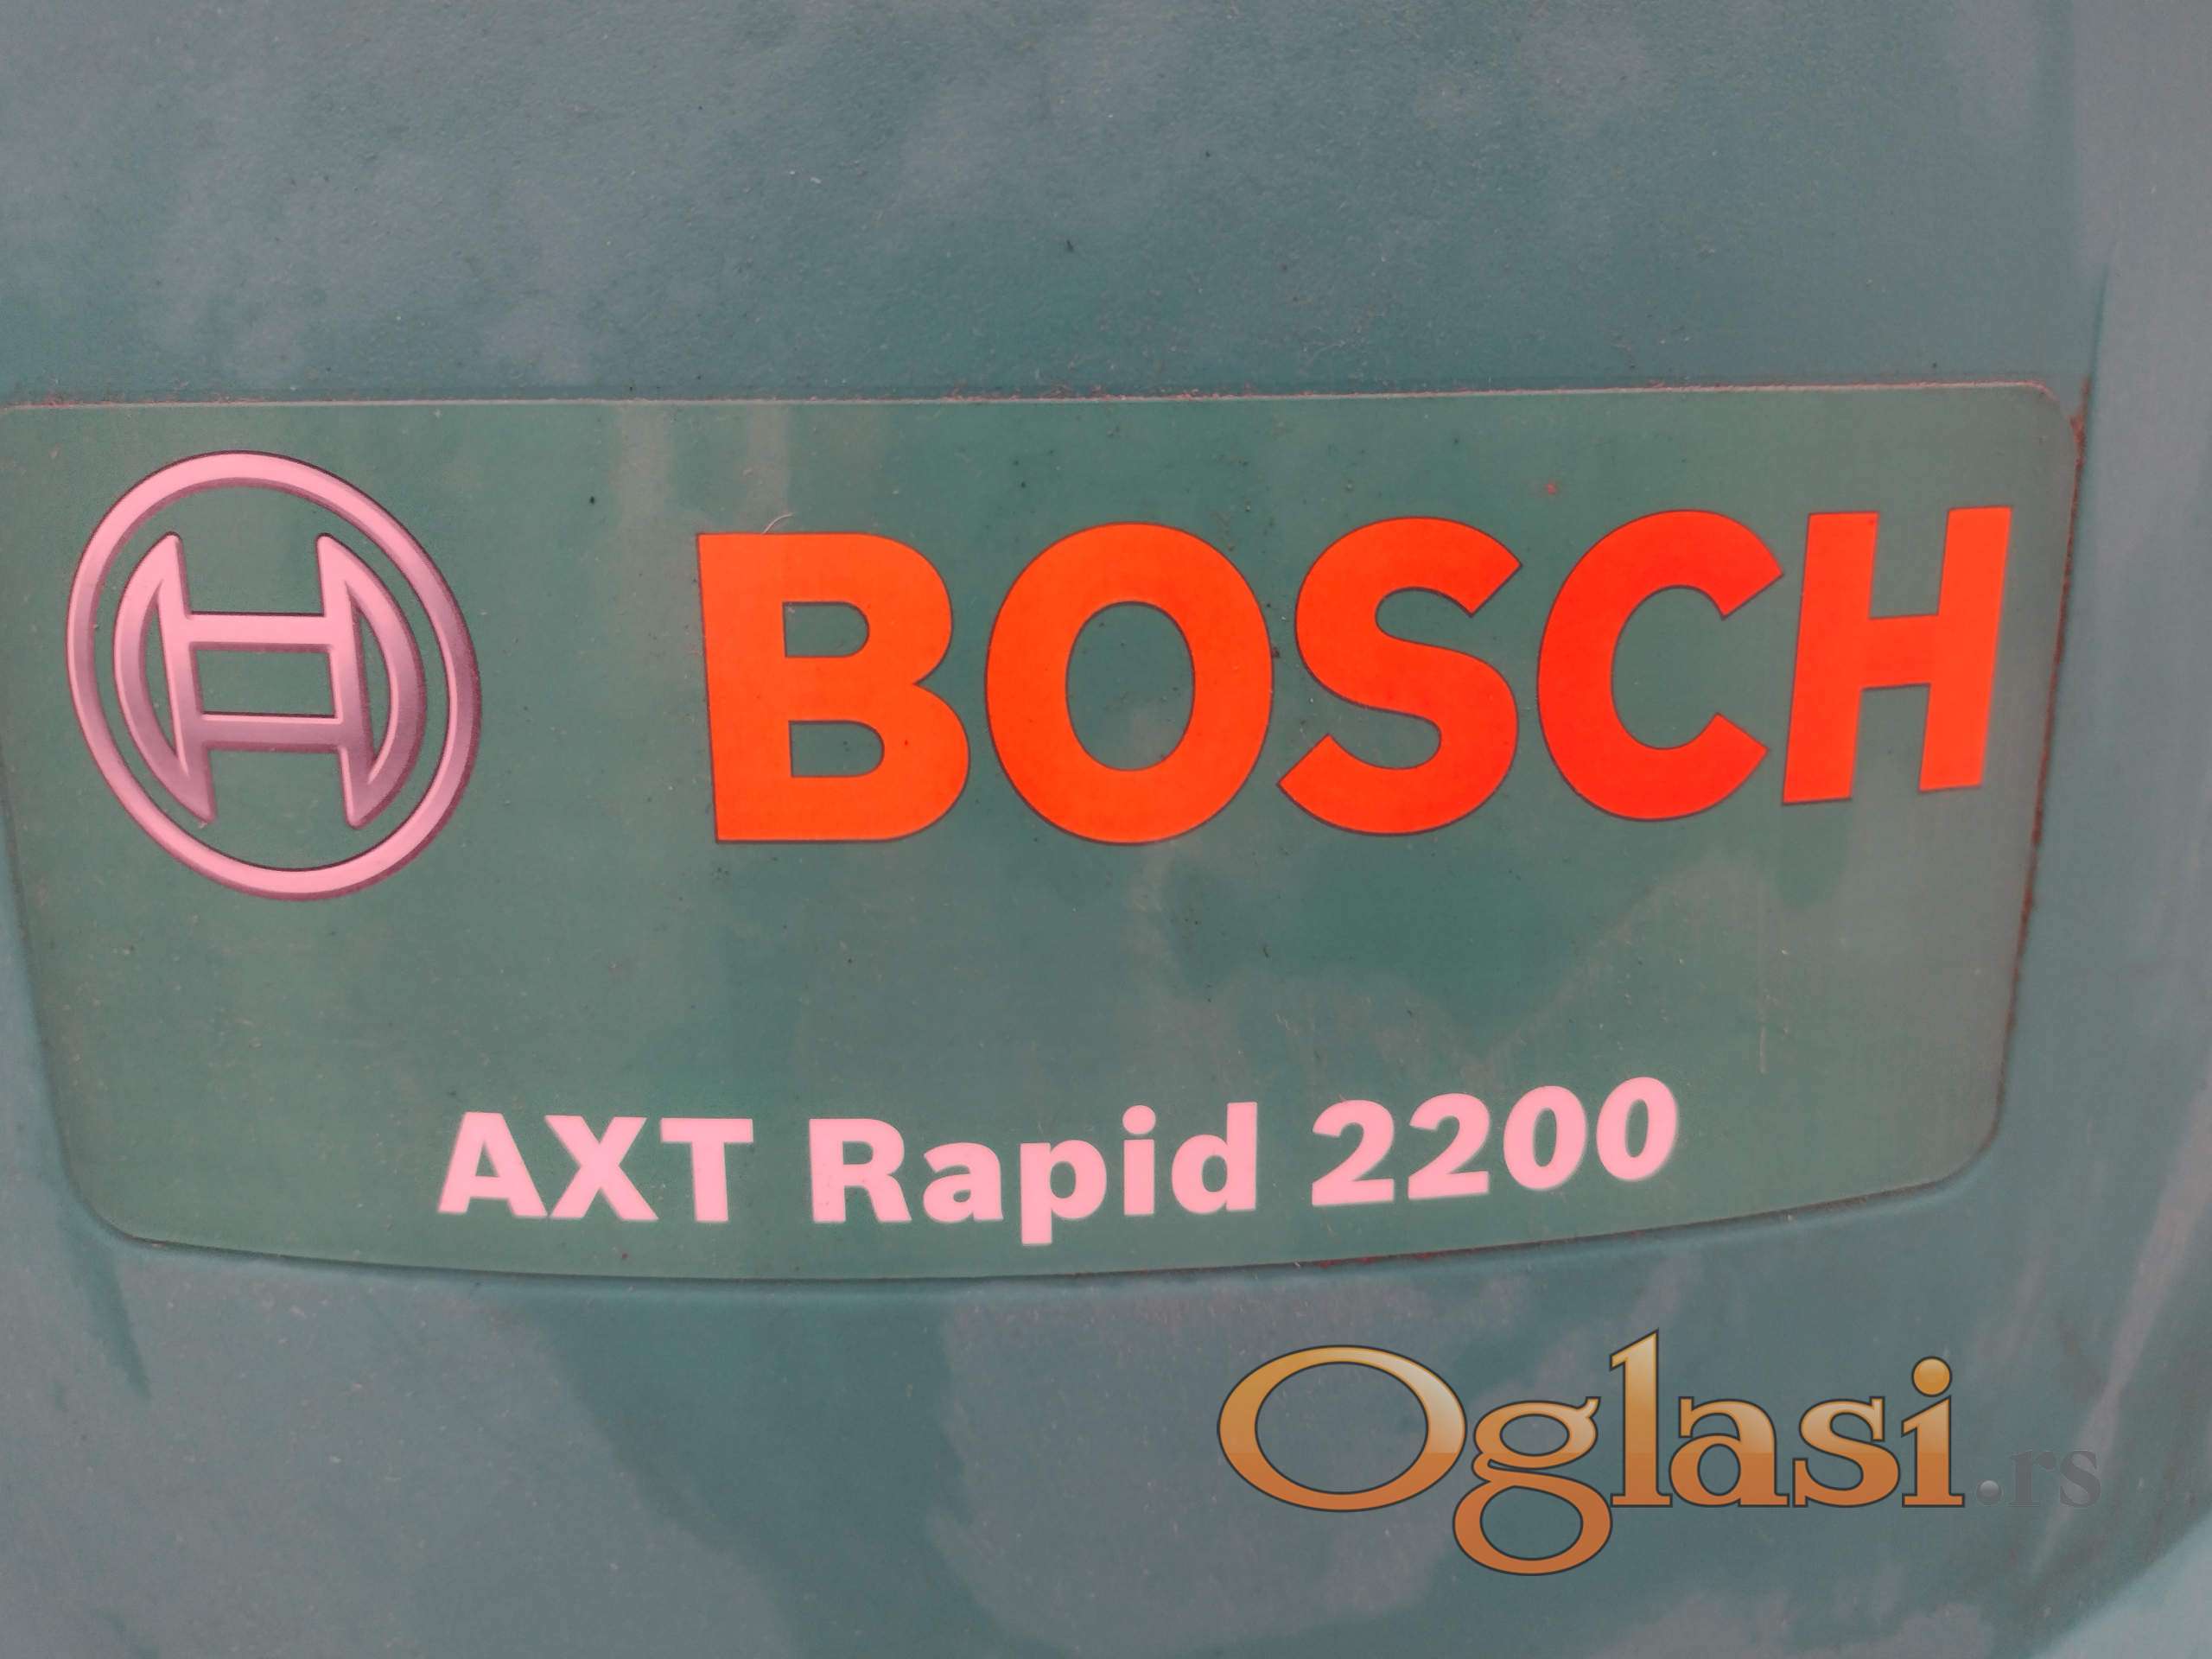 BOSCH
AXT Rapid 2200
Oglasi.rs